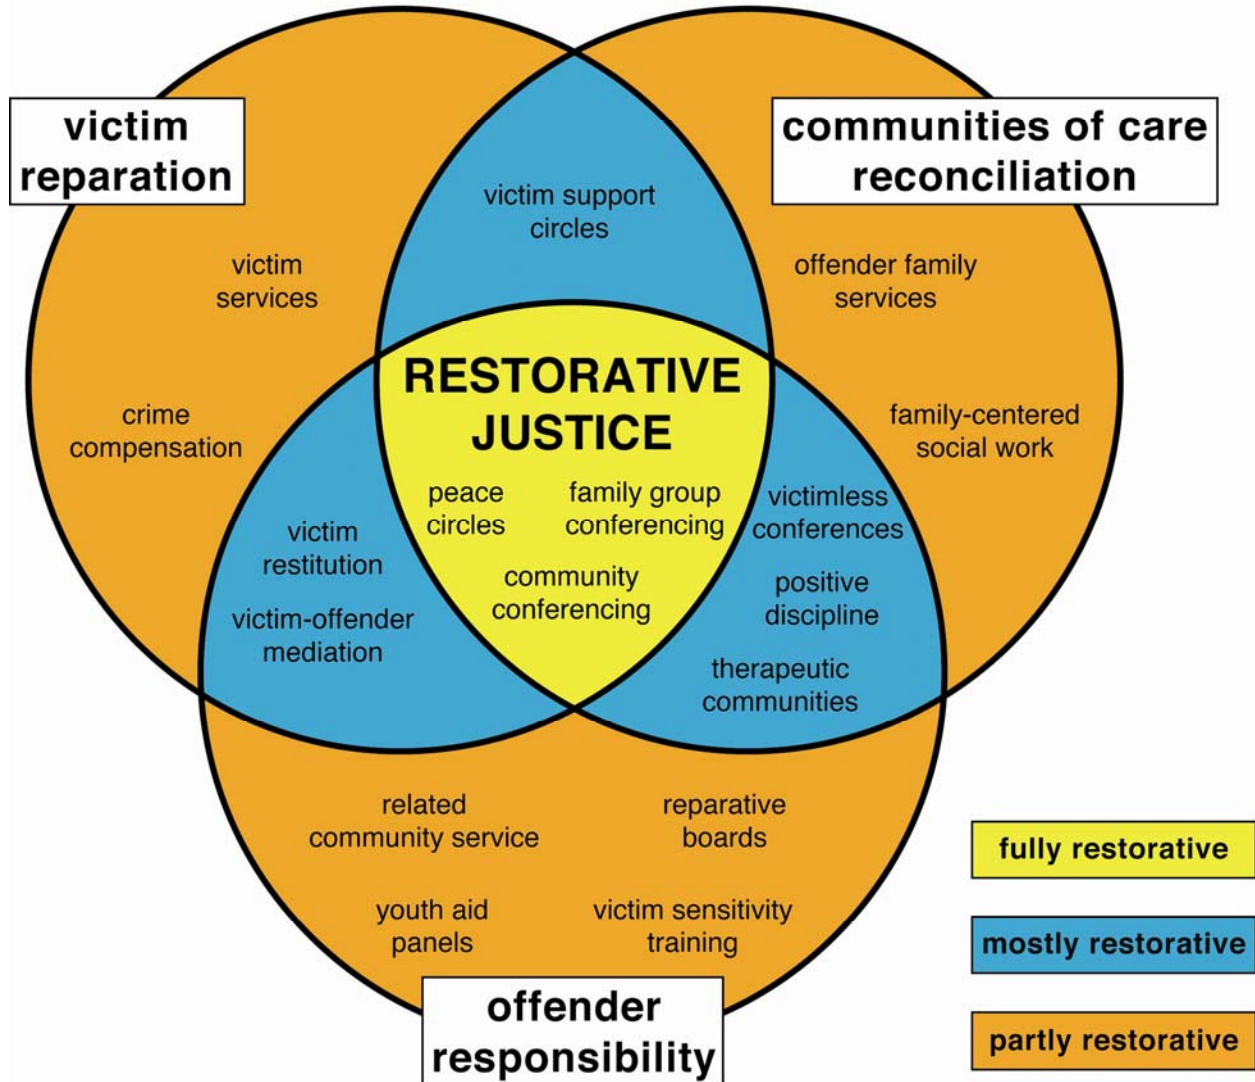 victim
reparation
communities of care
reconciliation
victim support
circles
victim
services
offender family
services
RESTORATIVE
JUSTICE
crime
compensation
family-centered
social work
peace
circles
family group
conferencing
victimless
conferences
victim
restitution
community
conferencing
positive
discipline
victim-offender
mediation
therapeutic
communities
related
community service
reparative
boards
youth aid
panels
victim sensitivity
training
offender
responsibility
fully restorative
mostly restorative
partly restorative